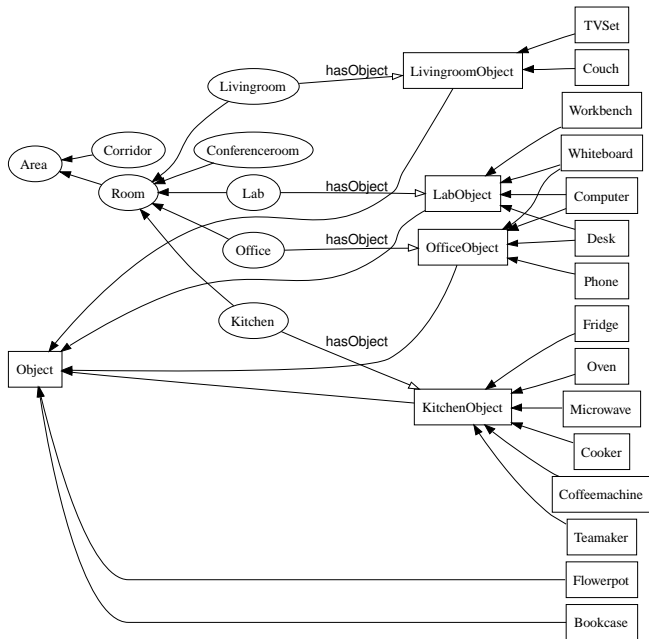 TVSet
hasObject
LivingroomObject
Livingroom
Couch
Workbench
Corridor
Conferenceroom
Whiteboard
Area
Room
Lab
hasObject
LabObject
Computer
Office
hasObject
OfficeObject
Desk
Phone
Kitchen
Fridge
hasObject
Object
Oven
KitchenObject
Microwave
Cooker
Coffeemachine
Teamaker
Flowerpot
Bookcase